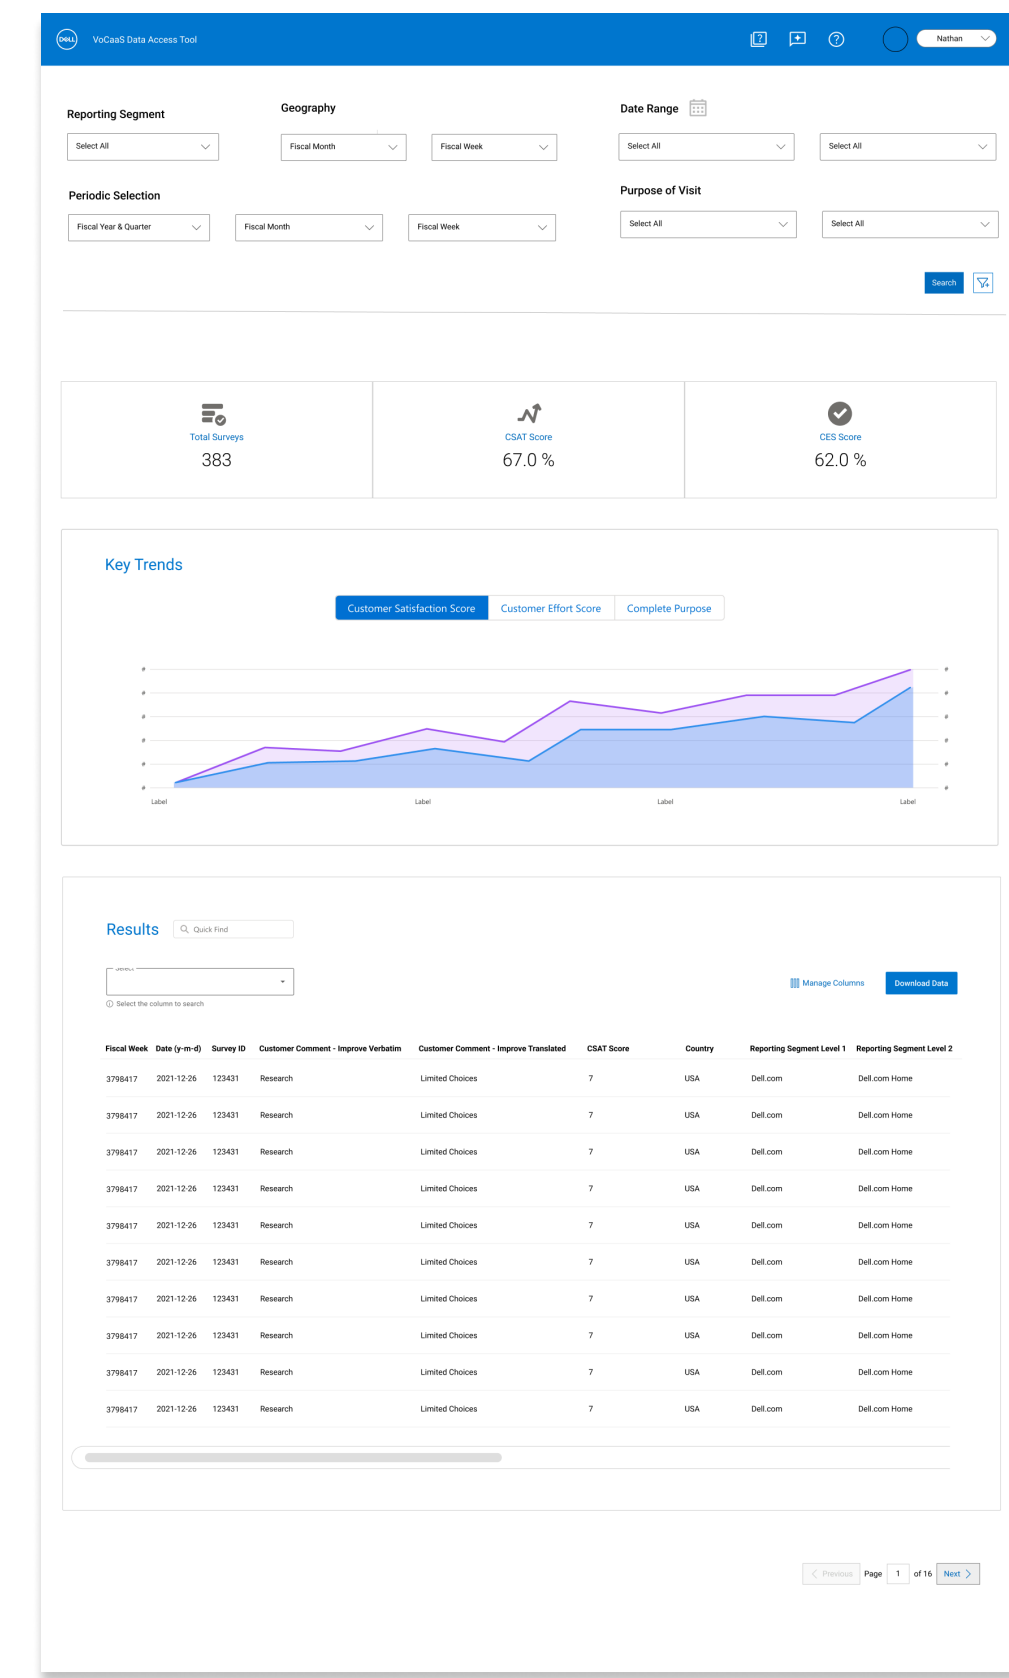 DELL VoCaaS Data Access Tool Nathan
Reporting Segment Geography Date Range
Select All Fiscal Month Fiscal Week Select All Select All
Periodic Selection Purpose of Visit
Fiscal Year & Quarter Fiscal Month Fiscal Week Select All Select All
Search
Total Surveys CSAT Score CES Score
383 67.0 % 62.0 %
Key Trends
Customer Satisfaction Score Customer Effort Score Complete Purpose
# #
# #
# #
# #
# #
# #
Label Label Label Label
Results Quick Find
Select
Manage Columns Download Data
Select the column to search
Fiscal Week Date (y-m-d) Survey ID Customer Comment - Improve Verbatim Customer Comment - Improve Translated CSAT Score Country Reporting Segment Level 1 Reporting Segment Level 2
3798417 2021-12-26 123431 Research Limited Choices 7 USA Dell.com Dell.com Home
3798417 2021-12-26 123431 Research Limited Choices 7 USA Dell.com Dell.com Home
3798417 2021-12-26 123431 Research Limited Choices 7 USA Dell.com Dell.com Home
3798417 2021-12-26 123431 Research Limited Choices 7 USA Dell.com Dell.com Home
3798417 2021-12-26 123431 Research Limited Choices 7 USA Dell.com Dell.com Home
3798417 2021-12-26 123431 Research Limited Choices 7 USA Dell.com Dell.com Home
3798417 2021-12-26 123431 Research Limited Choices 7 USA Dell.com Dell.com Home
3798417 2021-12-26 123431 Research Limited Choices 7 USA Dell.com Dell.com Home
3798417 2021-12-26 123431 Research Limited Choices 7 USA Dell.com Dell.com Home
3798417 2021-12-26 123431 Research Limited Choices 7 USA Dell.com Dell.com Home
Previous Page 1 of 16 Next